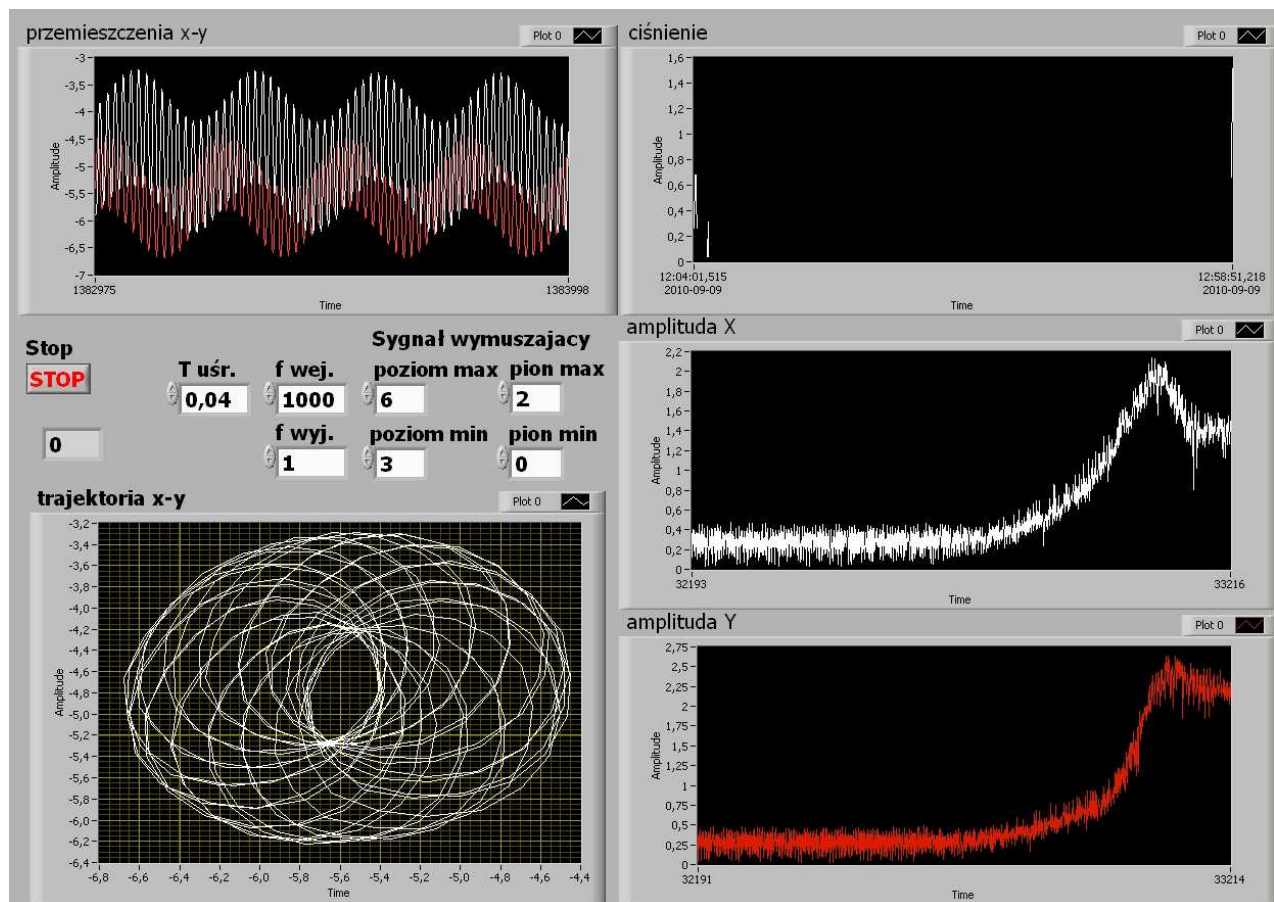 przemieszczenia x-y
Plot 0
-3
-3,5
-4
-4,5
-5
-5,5
-6
-6,5
-7
Amplitude
1382975
1383998
Time
ciśnienie
Plot 0
1,6
1,4
1,2
1
0,8
0,6
0,4
0,2
0
Amplitude
12:04:01,515
2010-09-09
12:58:51,218
2010-09-09
Time
Stop
STOP
0
Sygnał wymuszajacy
T uśr.
f wej.
poziom max
pion max
0,04
1000
6
2
f wyj.
poziom min
pion min
1
3
0
amplituda X
Plot 0
2,2
2
1,8
1,6
1,4
1,2
1
0,8
0,6
0,4
0,2
0
Amplitude
32193
33216
Time
trajektoria x-y
Plot 0
-3,2
-3,4
-3,6
-3,8
-4,0
-4,2
-4,4
-4,6
-4,8
-5,0
-5,2
-5,4
-5,6
-5,8
-6,0
-6,2
-6,4
Amplitude
-6,8 -6,6 -6,4 -6,2 -6,0 -5,8 -5,6 -5,4 -5,2 -5,0 -4,8 -4,6 -4,4
Time
amplituda Y
Plot 0
2,75
2,5
2,25
2
1,75
1,5
1,25
1
0,75
0,5
0,25
0
Amplitude
32191
33214
Time